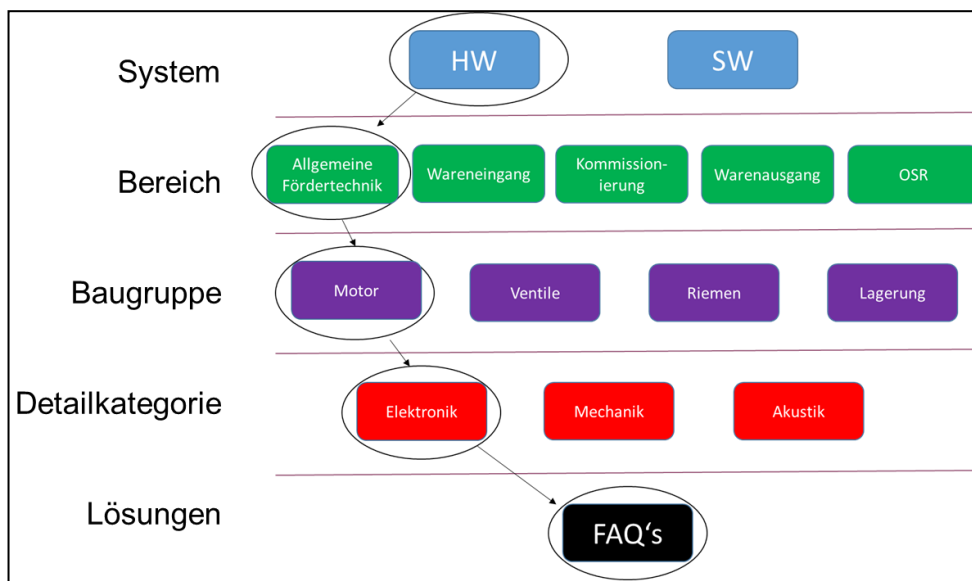 System
HW
SW
Bereich
Allgemeine
Fördertechnik
Wareneingang
Kommission-
ierung
Warenausgang
OSR
Baugruppe
Motor
Ventile
Riemen
Lagerung
Detailkategorie
Elektronik
Mechanik
Akustik
Lösungen
FAQ‘s